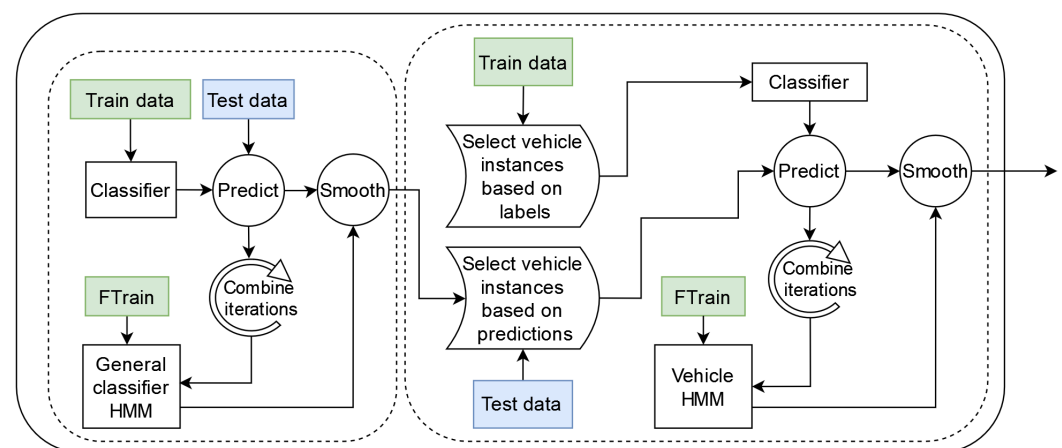 Train data
Test data
Classifier
Predict
Smooth
Combine
iterations
FTrain
General
classifier
HMM
Train data
Select vehicle
instances
based on
labels
Classifier
Predict
Smooth
Select vehicle
instances
based on
predictions
Test data
Combine
iterations
FTrain
Vehicle
HMM